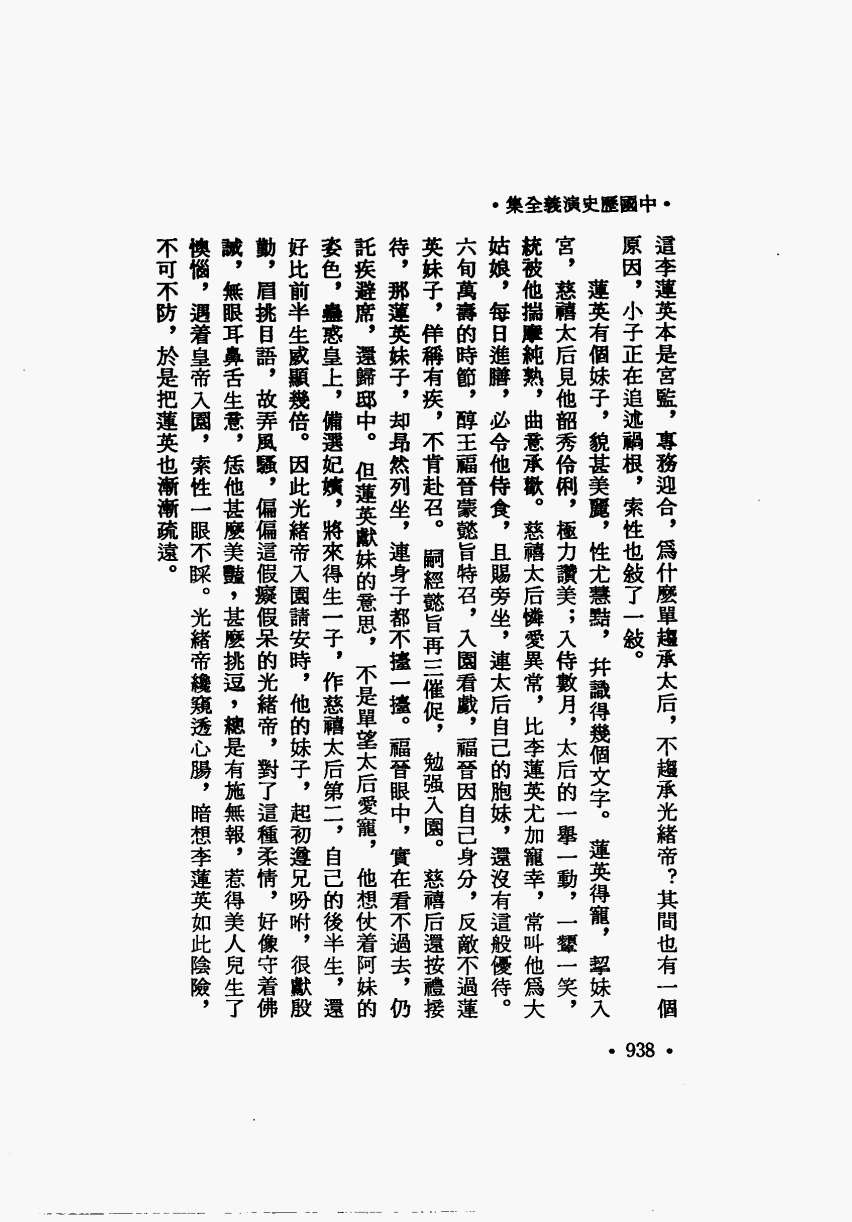 •中國歷史演義全集•
這李蓮英本是宮監，專務迎合，爲什麽單趨承太后，不趨承光緒帝？其間也有一個
原因，小子正在追述禍根，索性也敍了一敍。
蓮英有個妹子，貌甚美麗，性尤慧黠，幷識得幾個文字。蓮英得寵，挈妹入
宮，慈禧太后見他韶秀伶俐，極力讚美；入侍數月，太后的一舉一動，一顰一笑，
統被他揣摩純熟，曲意承歡。慈禧太后憐愛異常，比李蓮英尤加寵幸，常叫他爲大
姑娘，每日進膳，必令他侍食，且賜旁坐，連太后自己的胞妹，還沒有這般優待。
六旬萬壽的時節，醇王福晉蒙懿旨特召，入園看戲，福晉因自己身分，反敵不過蓮
英妹子，佯稱有疾，不肯赴召。嗣經懿旨再三催促，勉强入園。慈禧后還按禮接
待，那蓮英妹子，却昂然列坐，連身子都不擡一擡。福晉眼中，實在看不過去，仍
託疾避席，還歸邸中。但蓮英獻妹的意思，不是單望太后愛寵，他想仗着阿妹的
姿色，蠱惑皇上，備選妃嬪，將來得生一子，作慈禧太后第二，自己的後半生，還
好比前半生威顯幾倍。因此光緒帝入園請安時，他的妹子，起初遵兄吩咐，很獻殷
勤，眉挑目語，故弄風騷，偏偏這假癡假呆的光緒帝，對了這種柔情，好像守着佛
誡，無眼耳鼻舌生意，恁他甚麽美豔，甚麽挑逗，總是有施無報，惹得美人兒生了
懊惱，遇着皇帝入園，索性一眼不睬。光緒帝纔窺透心腸，暗想李蓮英如此陰險，
不可不防，於是把蓮英也漸漸疏遠。
• 938 •